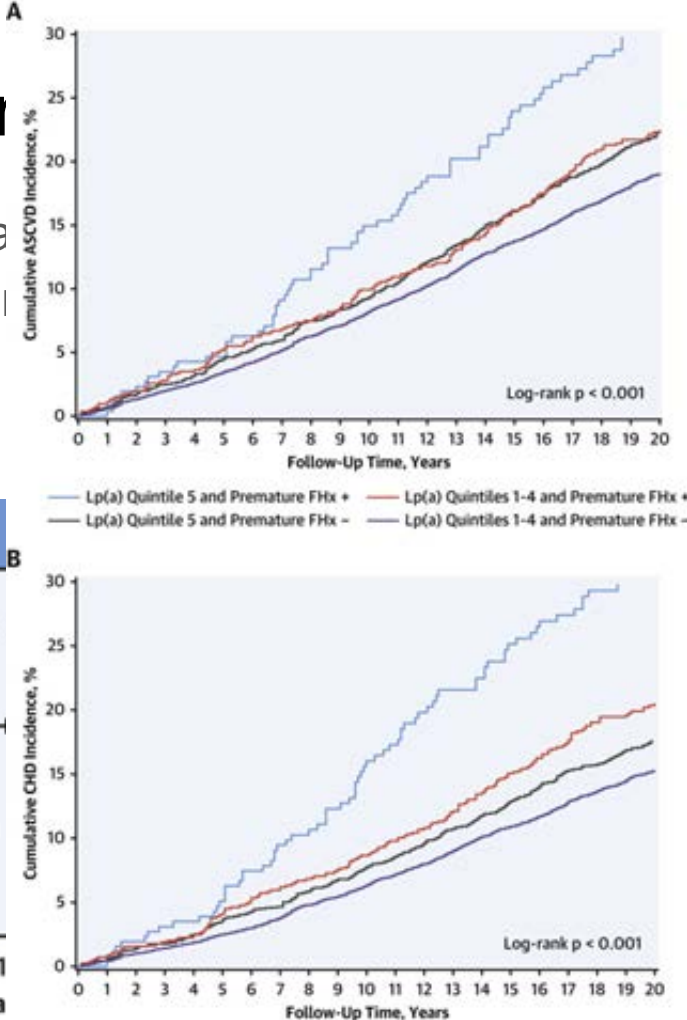 A
Cumulative ASCVD Incidence, %
30
25
20
15
10
5
0
Log-rank p < 0.001
0 1 2 3 4 5 6 7 8 9 10 11 12 13 14 15 16 17 18 19 20
Follow-Up Time, Years
Lp(a) Quintile 5 and Premature FHx + Lp(a) Quintiles 1-4 and Premature FHx +
Lp(a) Quintile 5 and Premature FHx – Lp(a) Quintiles 1-4 and Premature FHx –
B
Cumulative CHD Incidence, %
30
25
20
15
10
5
0
Log-rank p < 0.001
0 1 2 3 4 5 6 7 8 9 10 11 12 13 14 15 16 17 18 19 20
Follow-Up Time, Years